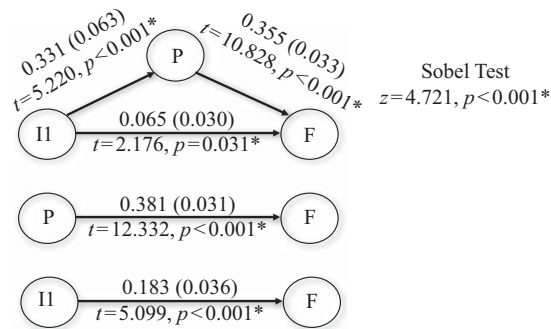 0.331 (0.063)
t=5.220, p<0.001*
P
0.355 (0.033)
t=10.828, p<0.001*
Sobel Test
z=4.721, p<0.001*
I1
0.065 (0.030)
t=2.176, p=0.031*
F
P
0.381 (0.031)
t=12.332, p<0.001*
F
I1
0.183 (0.036)
t=5.099, p<0.001*
F